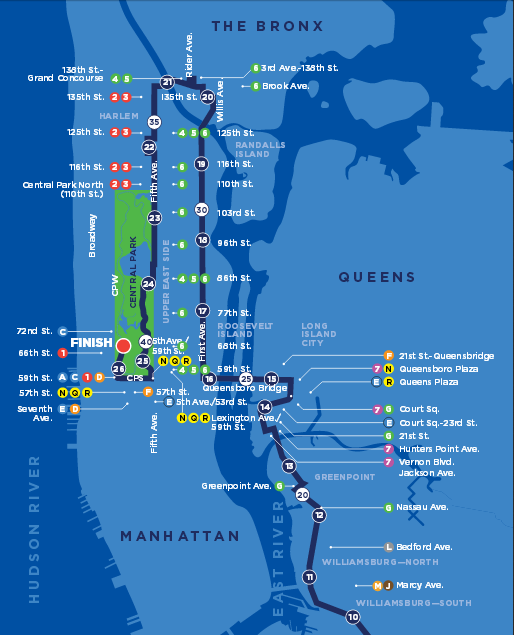 THE BRONX
Rider Ave.
138th St.–
Grand Concourse 4 5
21
6 3rd Ave.–138th St.
6 Brook Ave.
135th St. 2 3
135th St.
20
Willis Ave.
HARLEM
35
125th St. 2 3
4 5 6 125th St.
22
RANDALLS
ISLAND
116th St. 2 3
6
19
116th St.
Central Park North
(110th St.) 2 3
6
110th St.
Fifth Ave.
Broadway
23
6
30
103rd St.
CENTRAL PARK
UPPER EAST SIDE
6
18
96th St.
CPW
24
4 5 6
86th St.
QUEENS
6
17
77th St.
First Ave.
72nd St. C
ROOSEVELT
ISLAND
LONG
ISLAND
CITY
FINISH
40
5th Ave./
59th St.
6
68th St.
66th St. 1
25
N Q R
F 21st St.–Queensbridge
26
4 5 6
59th St.
7 N Queensboro Plaza
59th St. A C 1 D
CPS
16
25
15
E R Queens Plaza
Queensboro Bridge
57th St. N Q R
F 57th St.
Seventh
Ave. E D
E 5th Ave./53rd St.
14
7 G Court Sq.
Fifth Ave.
N Q R Lexington Ave./
59th St.
E Court Sq.–23rd St.
G 21st St.
7 Hunters Point Ave.
7 Vernon Blvd.
Jackson Ave.
13
HUDSON RIVER
GREENPOINT
Greenpoint Ave. G
20
EAST RIVER
12
G Nassau Ave.
MANHATTAN
L Bedford Ave.
WILLIAMSBURG—NORTH
11
M J Marcy Ave.
WILLIAMSBURG—SOUTH
10